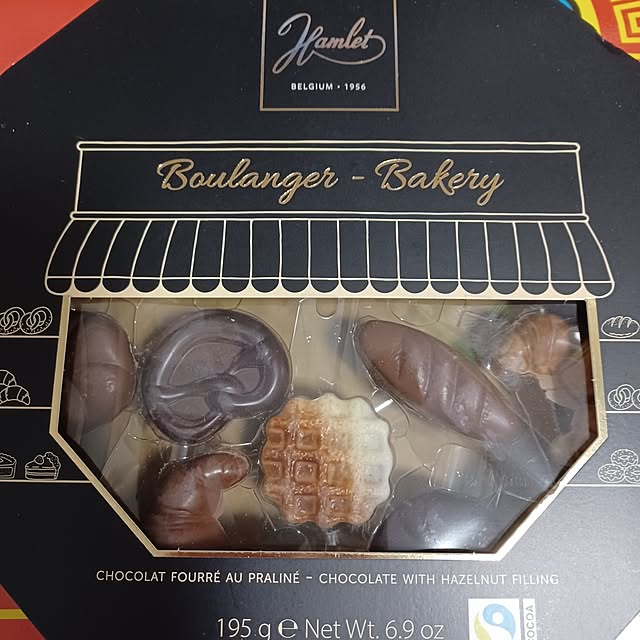 Hamlet
BELGIUM • 1956
Boulanger - Bakery
CHOCOLAT FOURRÉ AU PRALINÉ – CHOCOLATE WITH HAZELNUT FILLING
195 g ℮ Net Wt. 6.9 oz
COCOA